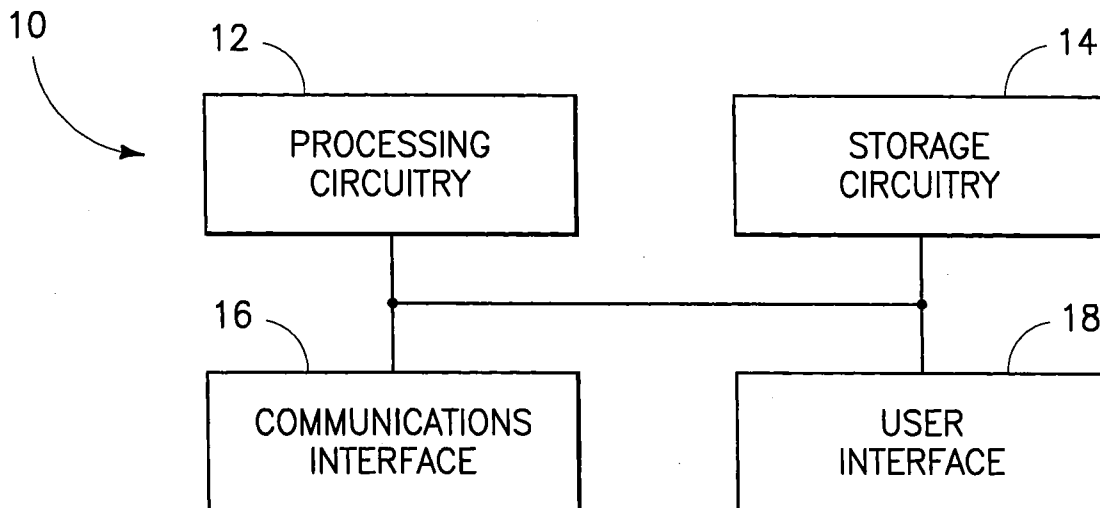 10
12
14
PROCESSING
CIRCUITRY
STORAGE
CIRCUITRY
16
18
COMMUNICATIONS
INTERFACE
USER
INTERFACE